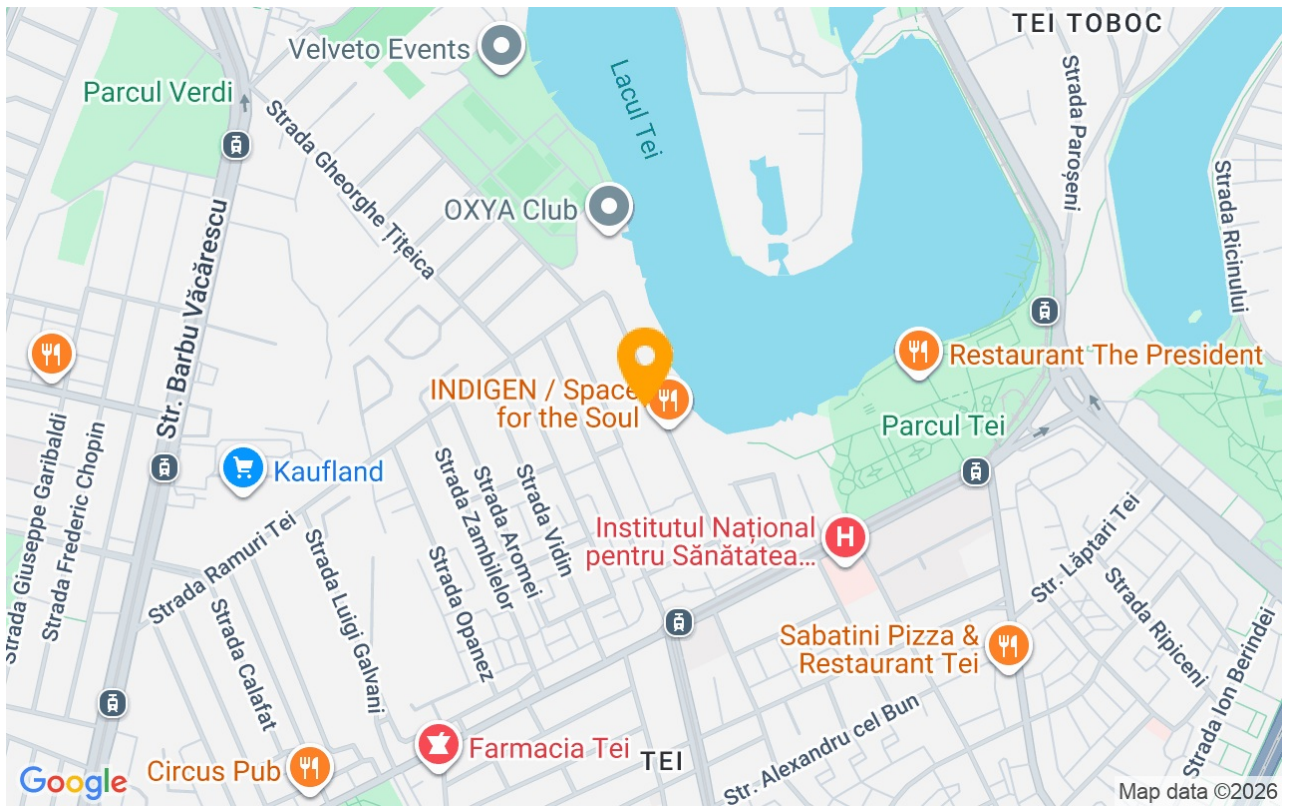 TEI TOBOC
Velveto Events
Parcul Verdi
Lacul Tei
Strada Paroșeni
Strada Gheorghe Țițeica
Strada Ricinului
OXYA Club
Str. Barbu Văcărescu
Restaurant The President
INDIGEN / Space
for the Soul
Parcul Tei
Strada Giuseppe Garibaldi
Strada Frederic Chopin
Kaufland
Strada Zambilelor
Strada Aromei
Strada Vidin
Institutul Național
pentru Sănătatea...
Str. Lăptari Tei
Strada Ramuri Tei
Strada Luigi Galvani
Strada Opanez
Strada Calafat
Strada Ripiceni
Sabatini Pizza &
Restaurant Tei
Strada Ion Berindei
Str. Alexandru cel Bun
Farmacia Tei
TEI
Circus Pub
Google
Map data ©2026
H